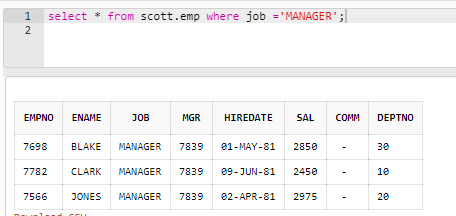 1 select * from scott.emp where job ='MANAGER';
2
EMPNO ENAME JOB MGR HIREDATE SAL COMM DEPTNO
7698 BLAKE MANAGER 7839 01-MAY-81 2850 - 30
7782 CLARK MANAGER 7839 09-JUN-81 2450 - 10
7566 JONES MANAGER 7839 02-APR-81 2975 - 20
Download CSV